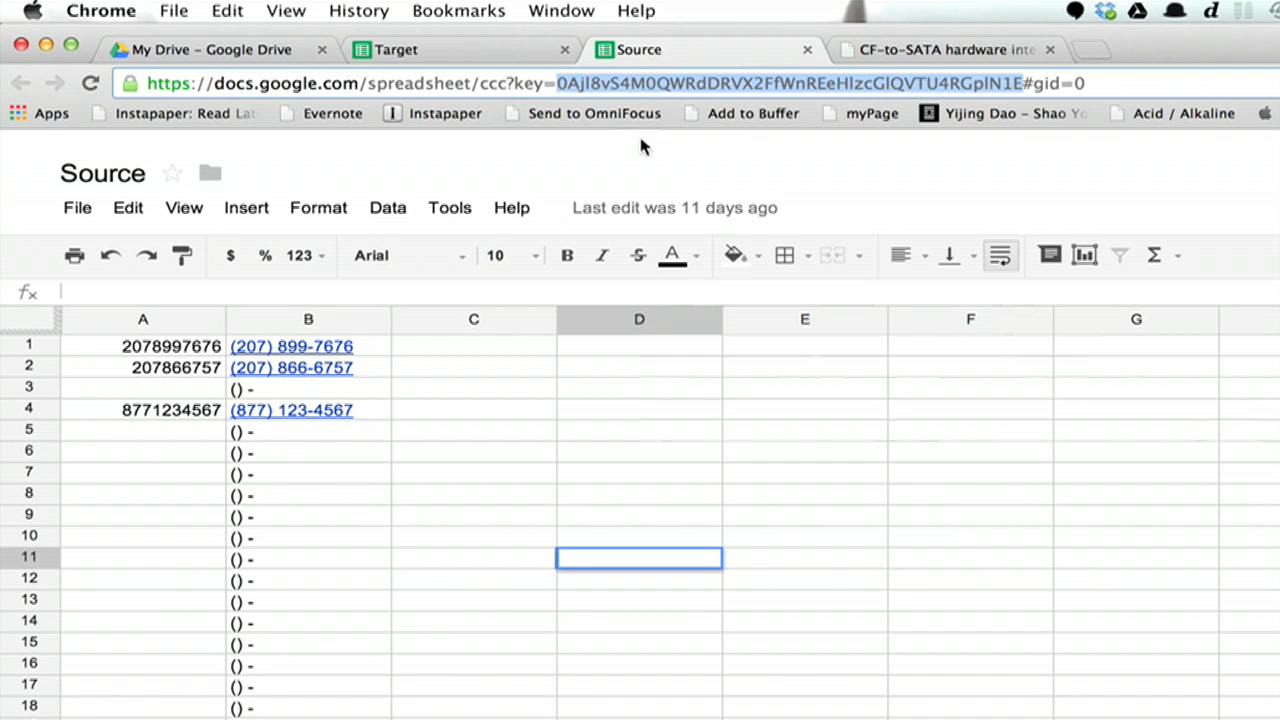 Chrome File Edit View History Bookmarks Window Help d
My Drive – Google Drive × Target × Source × CF-to-SATA hardware inte ×
https://docs.google.com/spreadsheet/ccc?key=0Ajl8vS4M0QWRdDRVX2FfWnREeHlzcGlQVTU4RGplN1E#gid=0
Apps Instapaper: Read Lat Evernote I Instapaper Send to OmniFocus Add to Buffer myPage Yijing Dao – Shao Yo Acid / Alkaline
Source
File Edit View Insert Format Data Tools Help Last edit was 11 days ago
$ % 123 Arial 10 B I S A Σ
fx
A B C D E F G
1 2078997676 (207) 899-7676
2 207866757 (207) 866-6757
3 () -
4 8771234567 (877) 123-4567
5 () -
6 () -
7 () -
8 () -
9 () -
10 () -
11 () -
12 () -
13 () -
14 () -
15 () -
16 () -
17 () -
18 () -